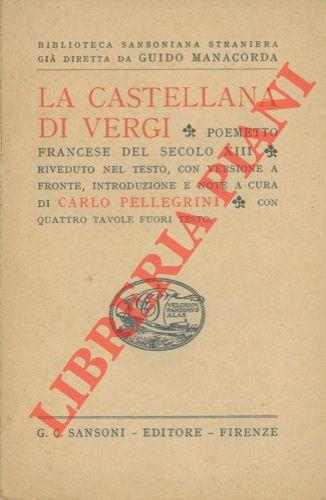 BIBLIOTECA SANSONIANA STRANIERA
GIÀ DIRETTA DA GUIDO MANACORDA
LA CASTELLANA
DI VERGI POEMETTO
FRANCESE DEL SECOLO XIII
RIVEDUTO NEL TESTO, CON VERSIONE A
FRONTE, INTRODUZIONE E NOTE A CURA
DI CARLO PELLEGRINI CON
QUATTRO TAVOLE FUORI TESTO
VELORVM
PANDIMVS
ALAS
G. C. SANSONI – EDITORE – FIRENZE
LIBRERIA PIANI